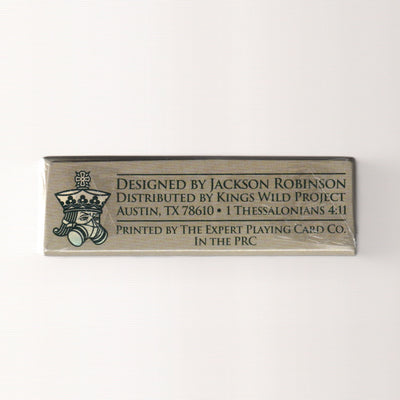 Designed by Jackson Robinson
Distributed by Kings Wild Project
Austin, TX 78610 • 1 Thessalonians 4:11
Printed by The Expert Playing Card Co.
In the PRC